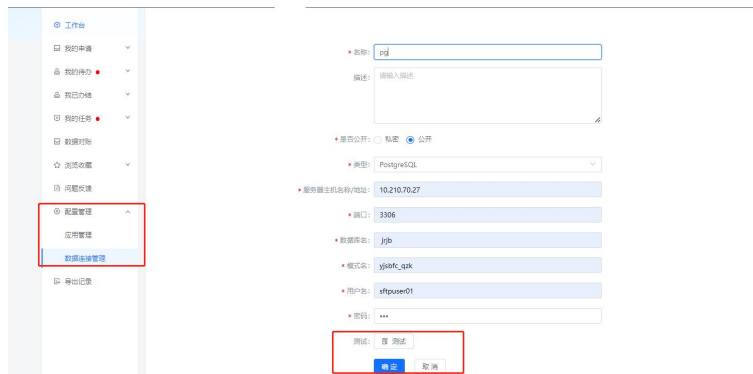 工作台
我的申请
我的待办
我已办结
我的任务
数据对账
浏览收藏
问题反馈
配置管理
应用管理
数据连接管理
导出记录
* 名称: pg
描述: 请输入描述
* 是否公开: 私密 公开
* 类型: PostgreSQL
* 服务器主机名称/地址: 10.210.70.27
* 端口: 3306
* 数据库名: jrjb
* 模式名: yjsbfc_qzk
* 用户名: sftpuser01
* 密码: •••
测试: 测试
确定 取消